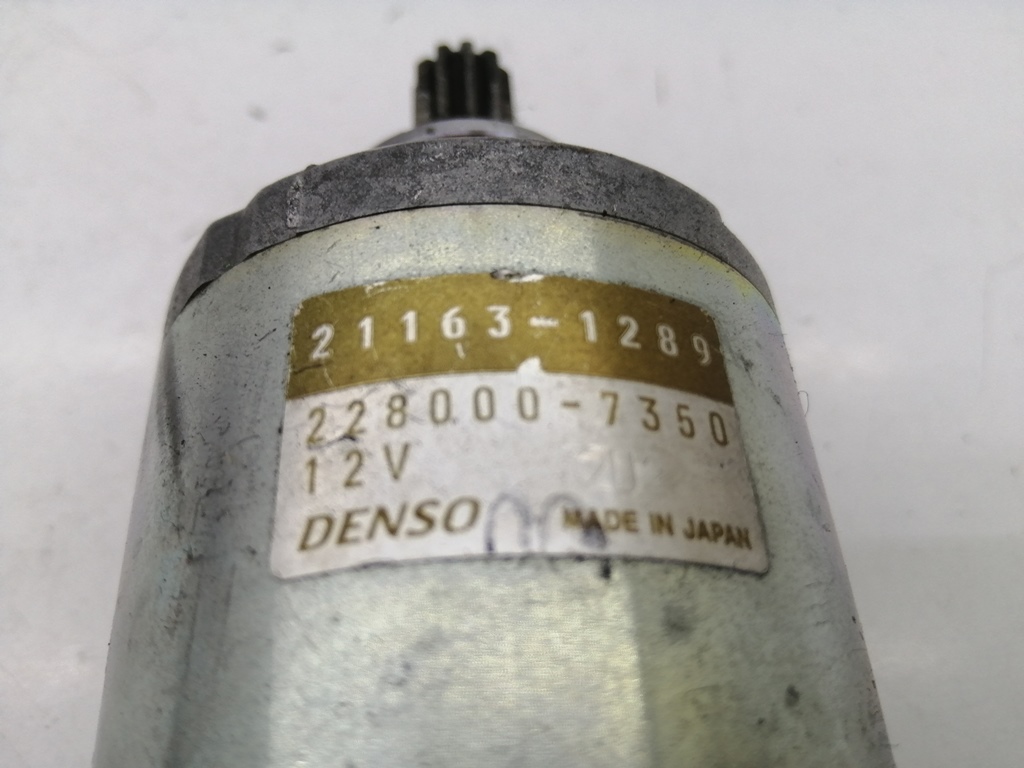 21163-1289
228000-7350
12V
DENSO MADE IN JAPAN